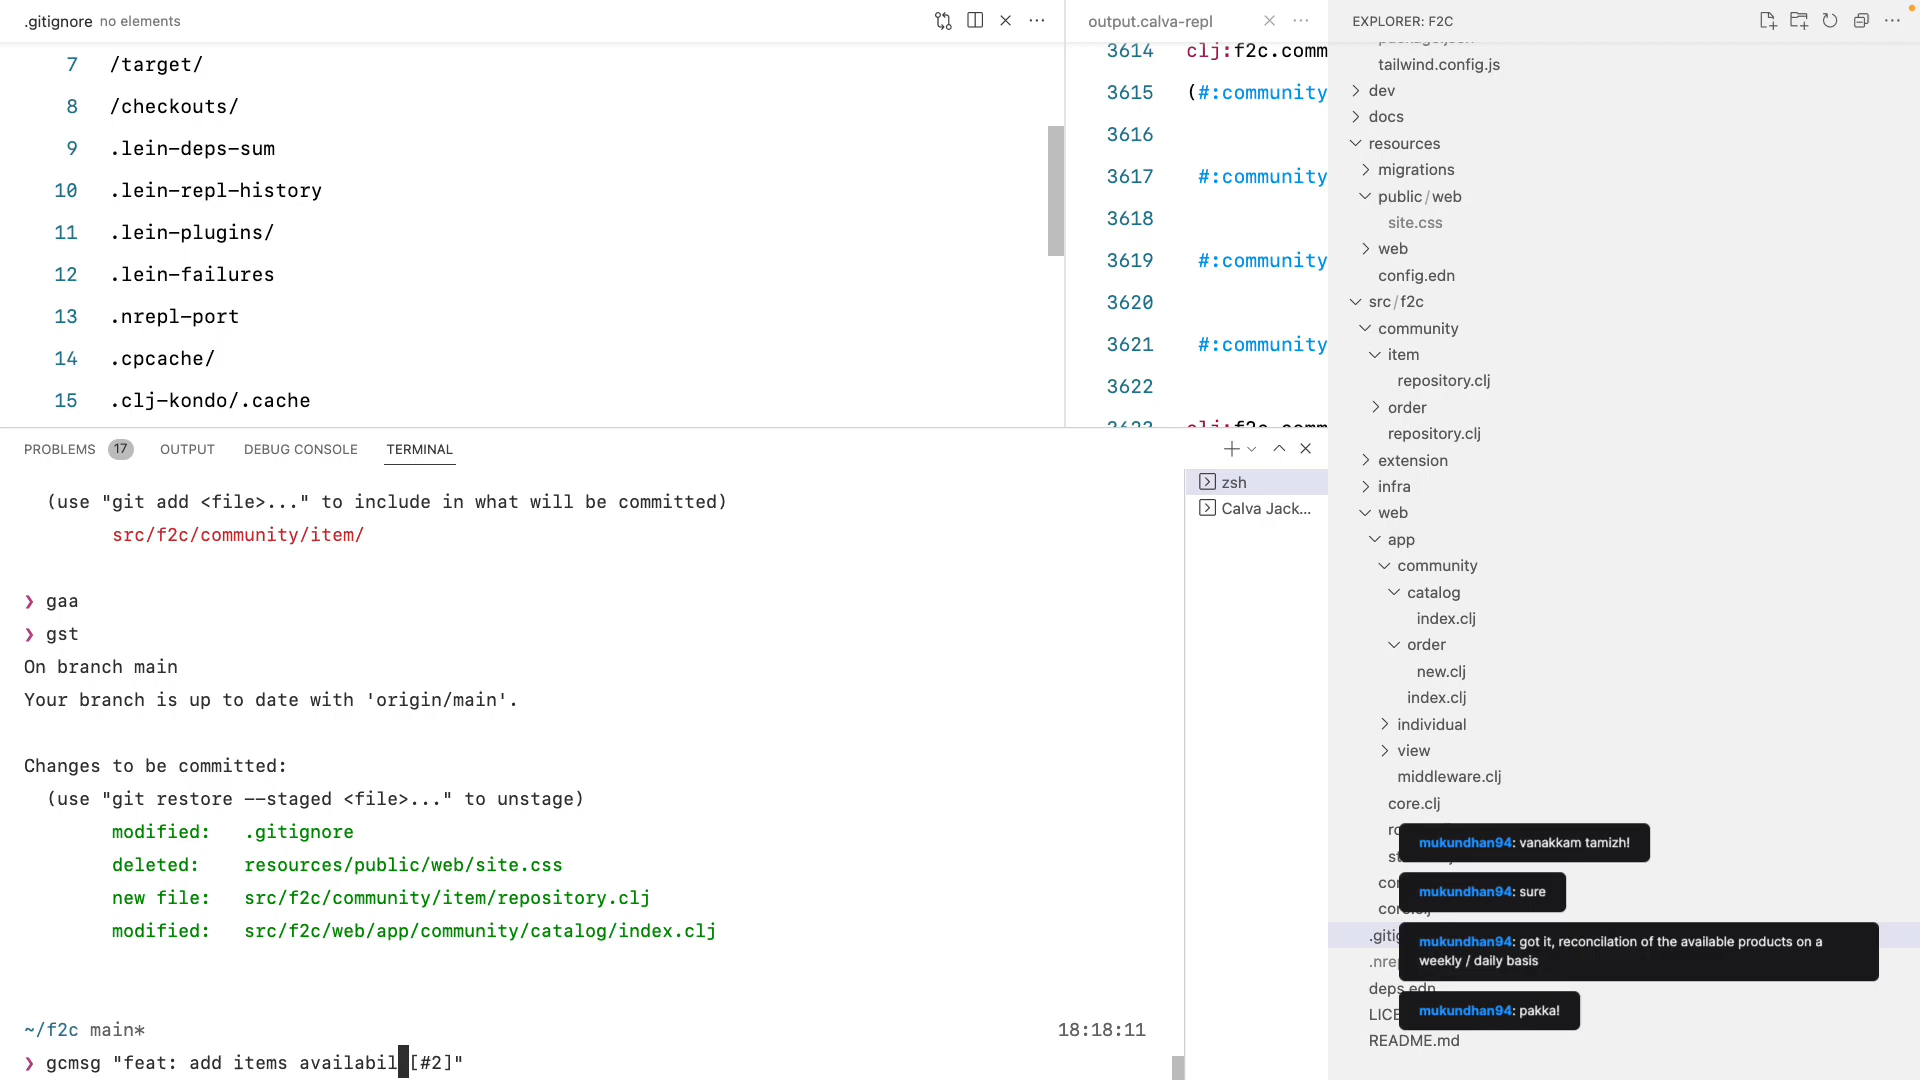 .gitignore no elements
7 /target/
8 /checkouts/
9 .lein-deps-sum
10 .lein-repl-history
11 .lein-plugins/
12 .lein-failures
13 .nrepl-port
14 .cpcache/
15 .clj-kondo/.cache
output.calva-repl
3614 clj:f2c.comm
3615 (#:community
3616
3617 #:community
3618
3619 #:community
3620
3621 #:community
3622
3623 clj:f2c.comm
PROBLEMS 17 OUTPUT DEBUG CONSOLE TERMINAL
(use "git add <file>..." to include in what will be committed)
src/f2c/community/item/
❯ gaa
❯ gst
On branch main
Your branch is up to date with 'origin/main'.
Changes to be committed:
(use "git restore --staged <file>..." to unstage)
modified: .gitignore
deleted: resources/public/web/site.css
new file: src/f2c/community/item/repository.clj
modified: src/f2c/web/app/community/catalog/index.clj
~/f2c main* 18:18:11
❯ gcmsg "feat: add items availabil [#2]"
zsh
Calva Jack...
EXPLORER: F2C
package.json
tailwind.config.js
dev
docs
resources
migrations
public/web
site.css
web
config.edn
src/f2c
community
item
repository.clj
order
repository.clj
extension
infra
web
app
community
catalog
index.clj
order
new.clj
index.clj
individual
view
middleware.clj
core.clj
mukundhan94: vanakkam tamizh!
mukundhan94: sure
core.clj
mukundhan94: got it, reconcilation of the available products on a
weekly / daily basis
deps.edn
mukundhan94: pakka!
README.md